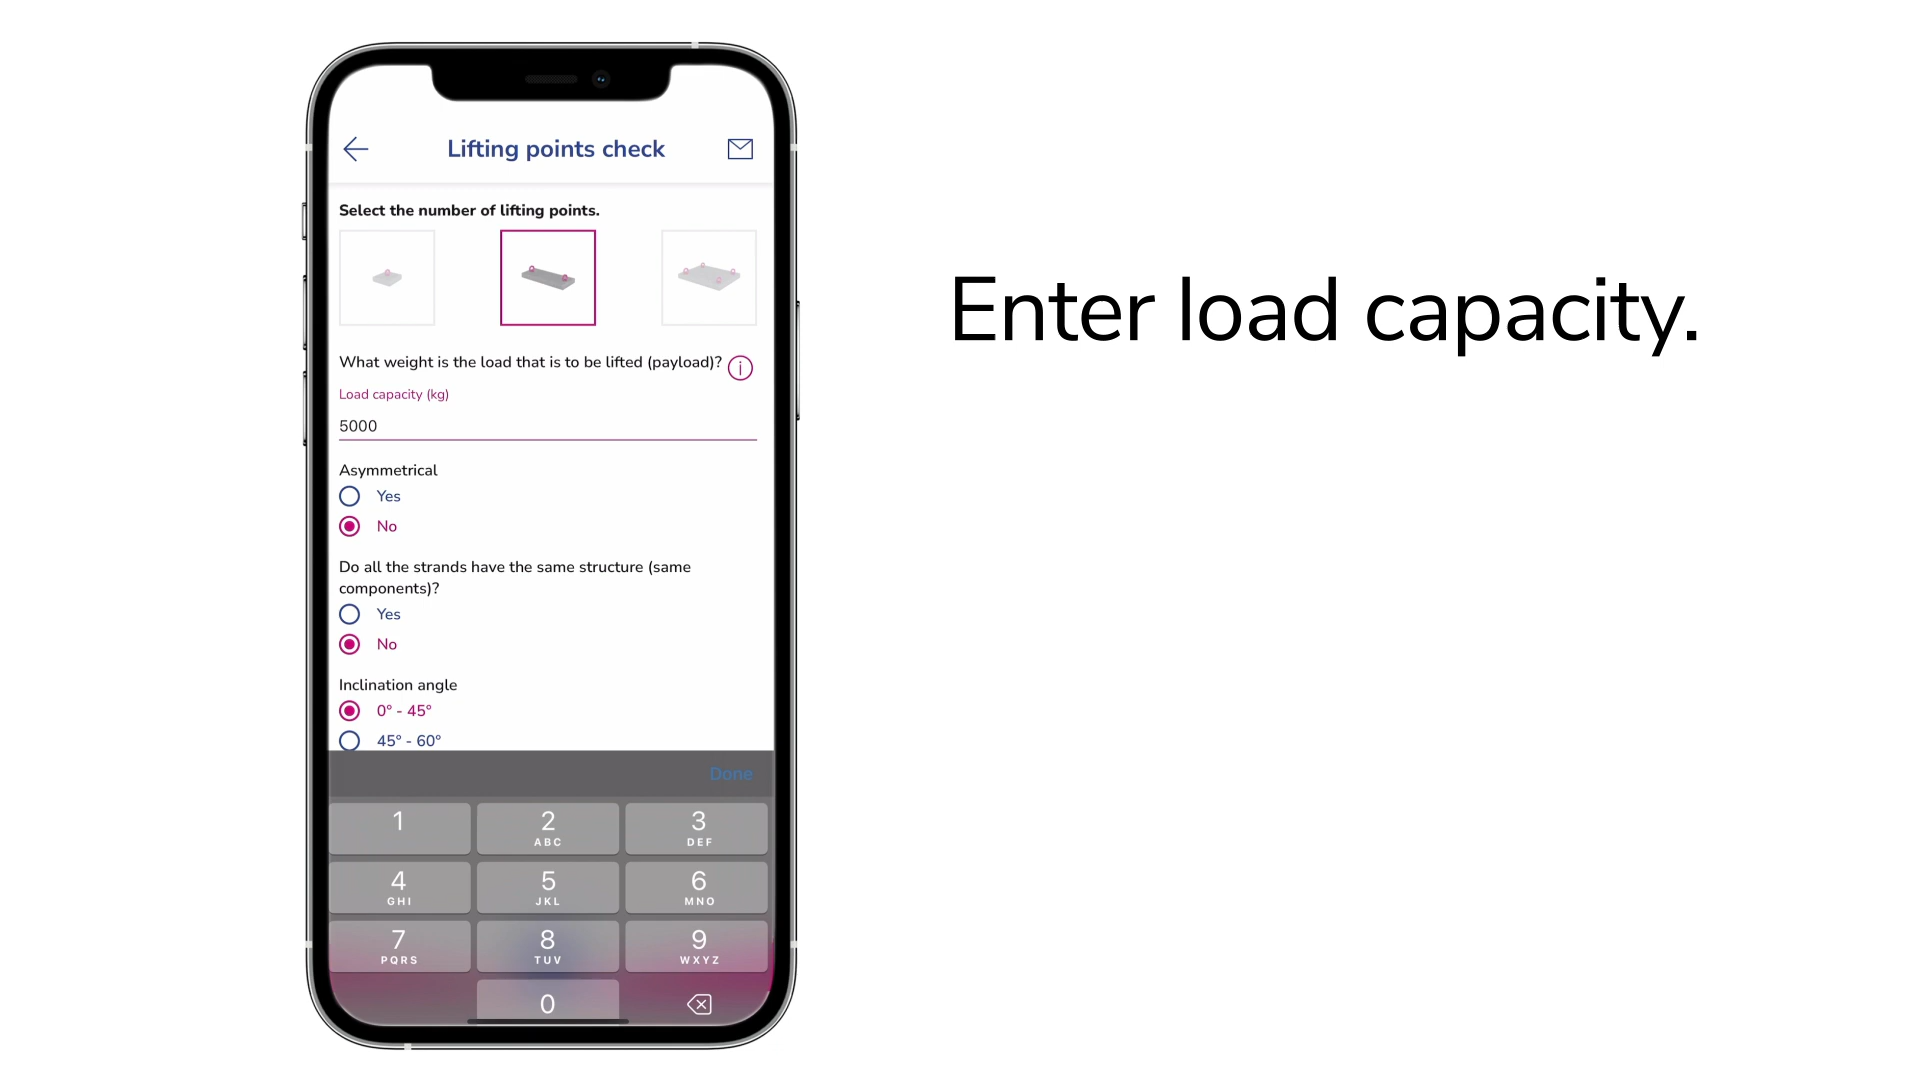 Lifting points check
Select the number of lifting points.
What weight is the load that is to be lifted (payload)?
Load capacity (kg)
5000
Asymmetrical
Yes
No
Do all the strands have the same structure (same
components)?
Yes
No
Inclination angle
0° - 45°
45° - 60°
Done
1
2
ABC
3
DEF
4
GHI
5
JKL
6
MNO
7
PQRS
8
TUV
9
WXYZ
0
Enter load capacity.